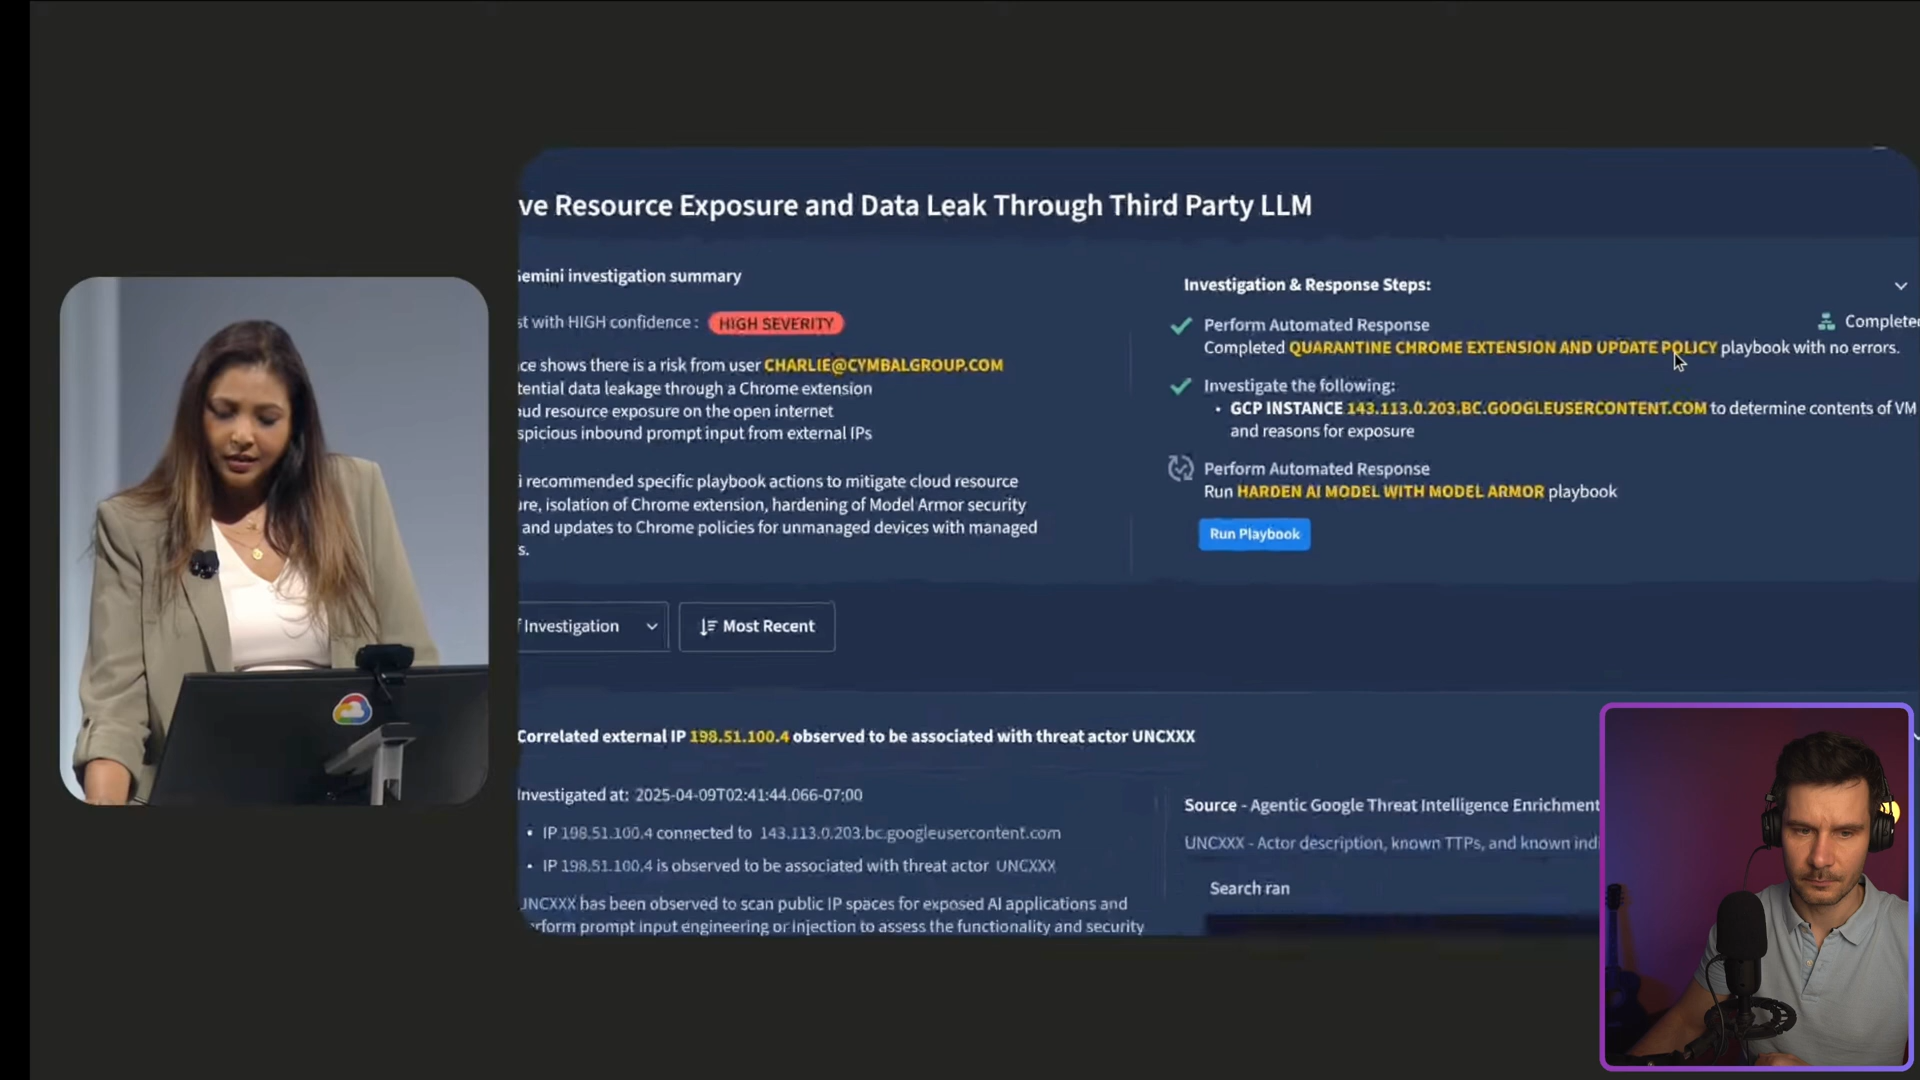 ve Resource Exposure and Data Leak Through Third Party LLM
Gemini investigation summary
st with HIGH confidence : HIGH SEVERITY
ce shows there is a risk from user CHARLIE@CYMBALGROUP.COM
tential data leakage through a Chrome extension
oud resource exposure on the open internet
spicious inbound prompt input from external IPs
i recommended specific playbook actions to mitigate cloud resource
ure, isolation of Chrome extension, hardening of Model Armor security
and updates to Chrome policies for unmanaged devices with managed
s.
Investigation & Response Steps:
Completed
Perform Automated Response
Completed QUARANTINE CHROME EXTENSION AND UPDATE POLICY playbook with no errors.
Investigate the following:
• GCP INSTANCE 143.113.0.203.BC.GOOGLEUSERCONTENT.COM to determine contents of VM
and reasons for exposure
Perform Automated Response
Run HARDEN AI MODEL WITH MODEL ARMOR playbook
Run Playbook
f Investigation
Most Recent
Correlated external IP 198.51.100.4 observed to be associated with threat actor UNCXXX
Investigated at: 2025-04-09T02:41:44.066-07:00
• IP 198.51.100.4 connected to 143.113.0.203.bc.googleusercontent.com
• IP 198.51.100.4 is observed to be associated with threat actor UNCXXX
UNCXXX has been observed to scan public IP spaces for exposed AI applications and
erform prompt input engineering or injection to assess the functionality and security
Source - Agentic Google Threat Intelligence Enrichment
UNCXXX - Actor description, known TTPs, and known indi
Search ran